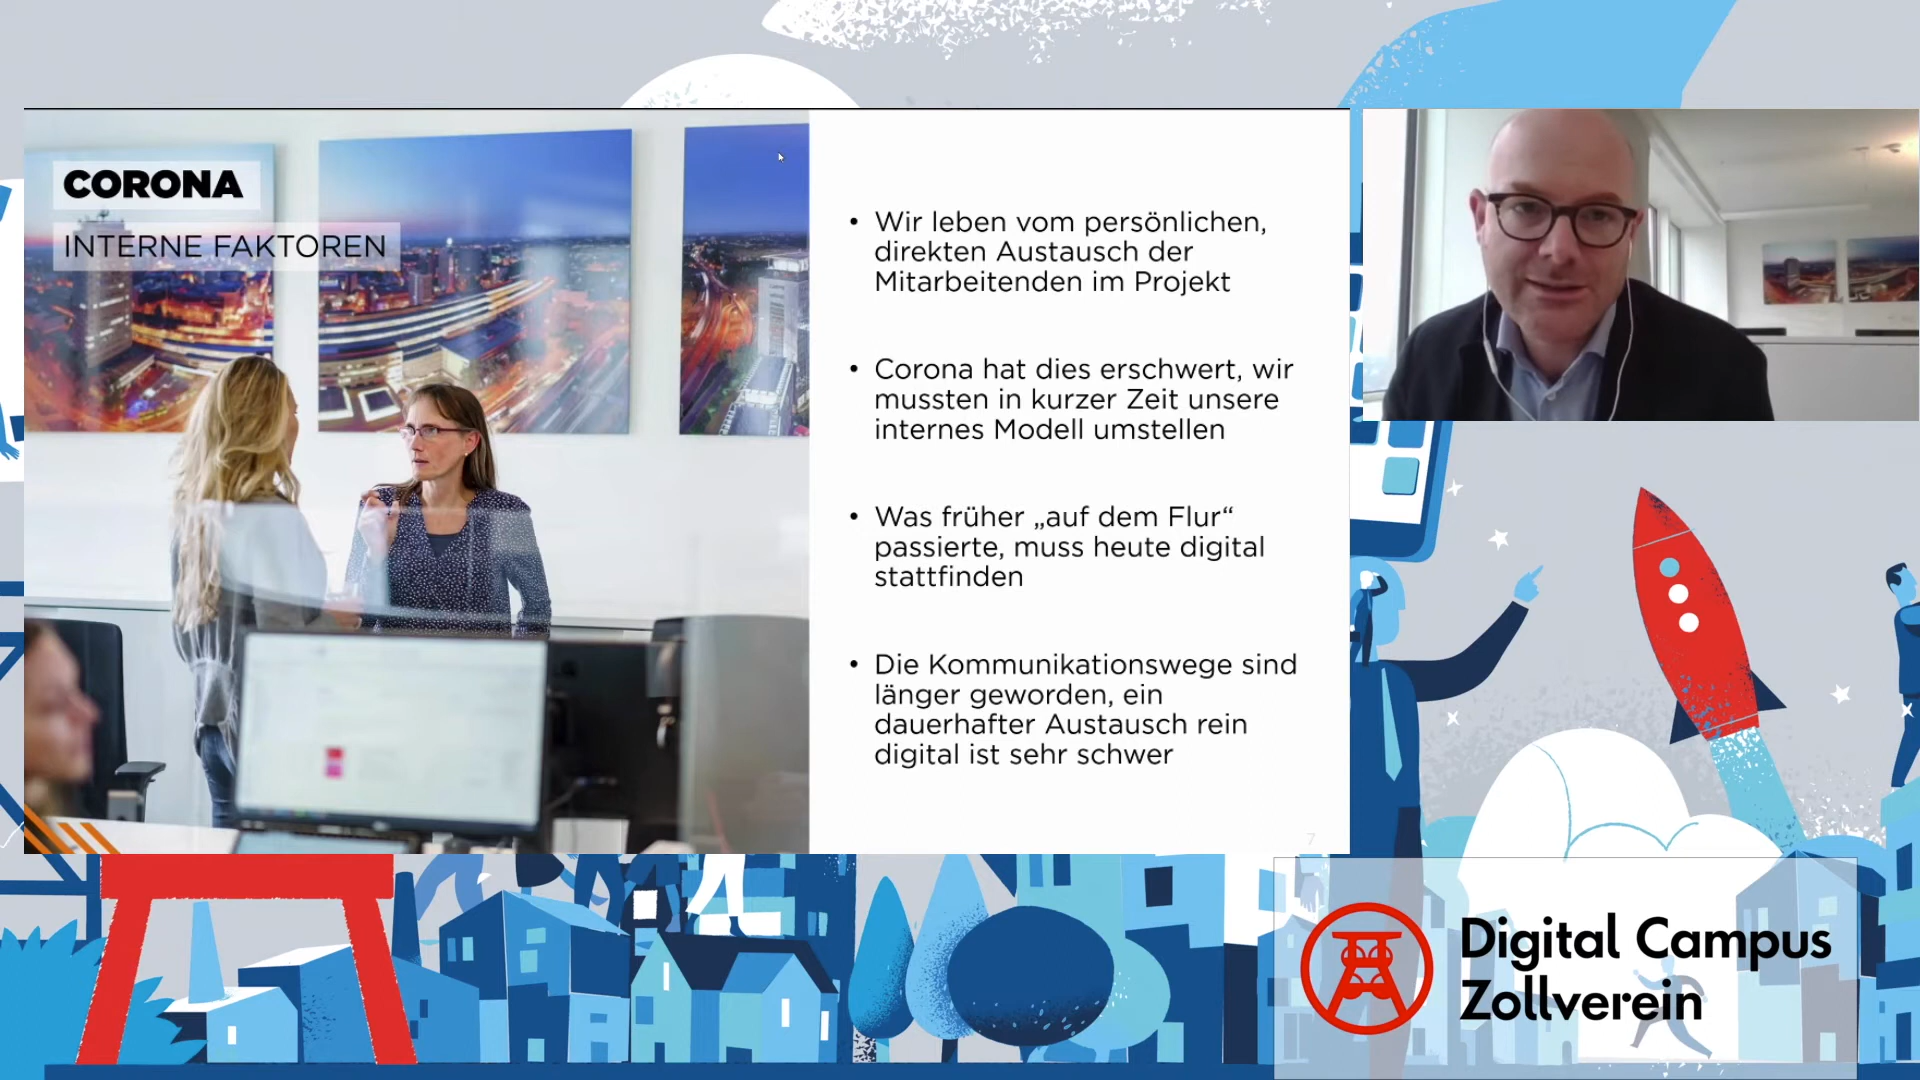 CORONA
INTERNE FAKTOREN
• Wir leben vom persönlichen,
direkten Austausch der
Mitarbeitenden im Projekt
• Corona hat dies erschwert, wir
mussten in kurzer Zeit unsere
internes Modell umstellen
• Was früher „auf dem Flur“
passierte, muss heute digital
stattfinden
• Die Kommunikationswege sind
länger geworden, ein
dauerhafter Austausch rein
digital ist sehr schwer
7
Digital Campus
Zollverein